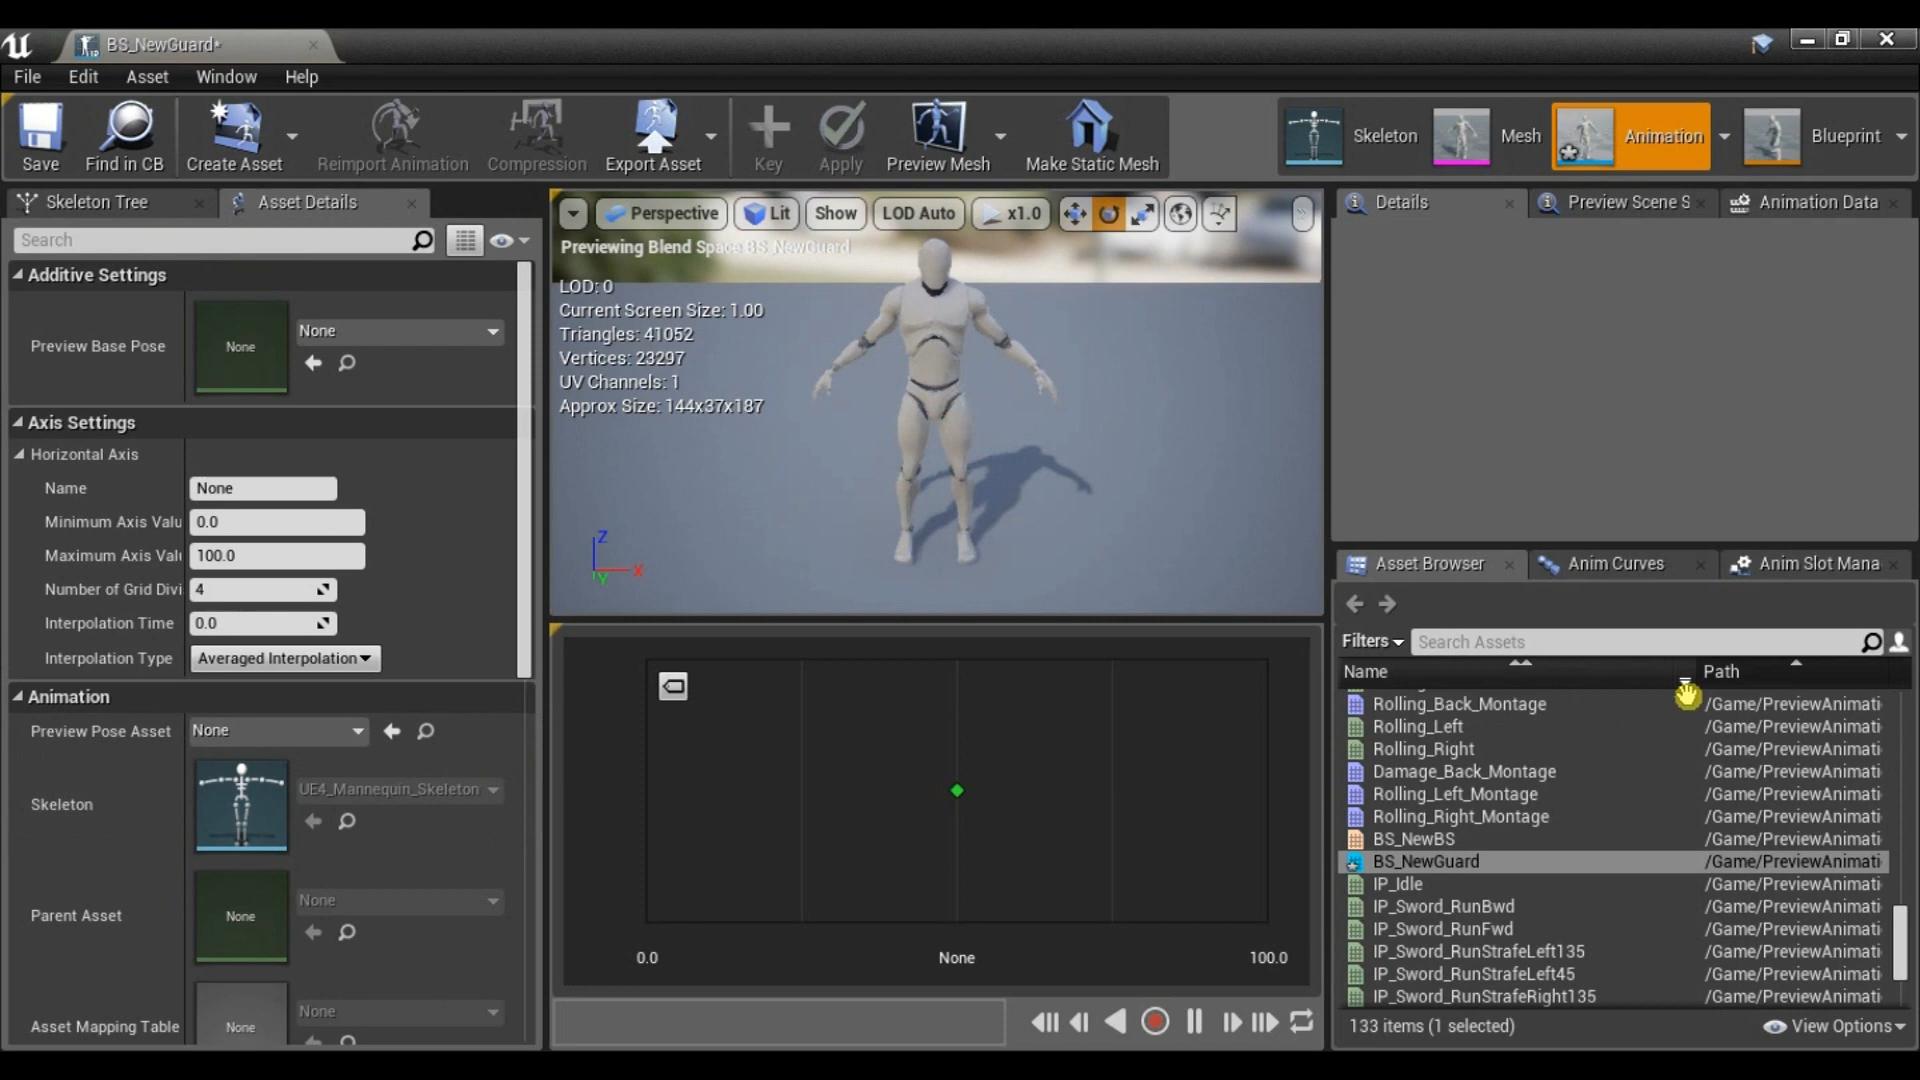 BS_NewGuard*
File Edit Asset Window Help
Save Find in CB Create Asset Reimport Animation Compression Export Asset Key Apply Preview Mesh Make Static Mesh Skeleton Mesh Animation Blueprint
Skeleton Tree Asset Details
Search
Additive Settings
Preview Base Pose
None
None
Axis Settings
Horizontal Axis
Name None
Minimum Axis Valu 0.0
Maximum Axis Valu 100.0
Number of Grid Divi 4
Interpolation Time 0.0
Interpolation Type Averaged Interpolation
Animation
Preview Pose Asset None
Skeleton UE4_Mannequin_Skeleton
Parent Asset None None
Asset Mapping Table None None
Perspective Lit Show LOD Auto x1.0
Previewing Blend Space BS_NewGuard
LOD: 0
Current Screen Size: 1.00
Triangles: 41052
Vertices: 23297
UV Channels: 1
Approx Size: 144x37x187
Z
X
Y
0.0 None 100.0
Details Preview Scene S Animation Data
Asset Browser Anim Curves Anim Slot Mana
Filters Search Assets
Name Path
Rolling_Back_Montage /Game/PreviewAnimati
Rolling_Left /Game/PreviewAnimati
Rolling_Right /Game/PreviewAnimati
Damage_Back_Montage /Game/PreviewAnimati
Rolling_Left_Montage /Game/PreviewAnimati
Rolling_Right_Montage /Game/PreviewAnimati
BS_NewBS /Game/PreviewAnimati
BS_NewGuard /Game/PreviewAnimati
IP_Idle /Game/PreviewAnimati
IP_Sword_RunBwd /Game/PreviewAnimati
IP_Sword_RunFwd /Game/PreviewAnimati
IP_Sword_RunStrafeLeft135 /Game/PreviewAnimati
IP_Sword_RunStrafeLeft45 /Game/PreviewAnimati
IP_Sword_RunStrafeRight135 /Game/PreviewAnimati
133 items (1 selected) View Options